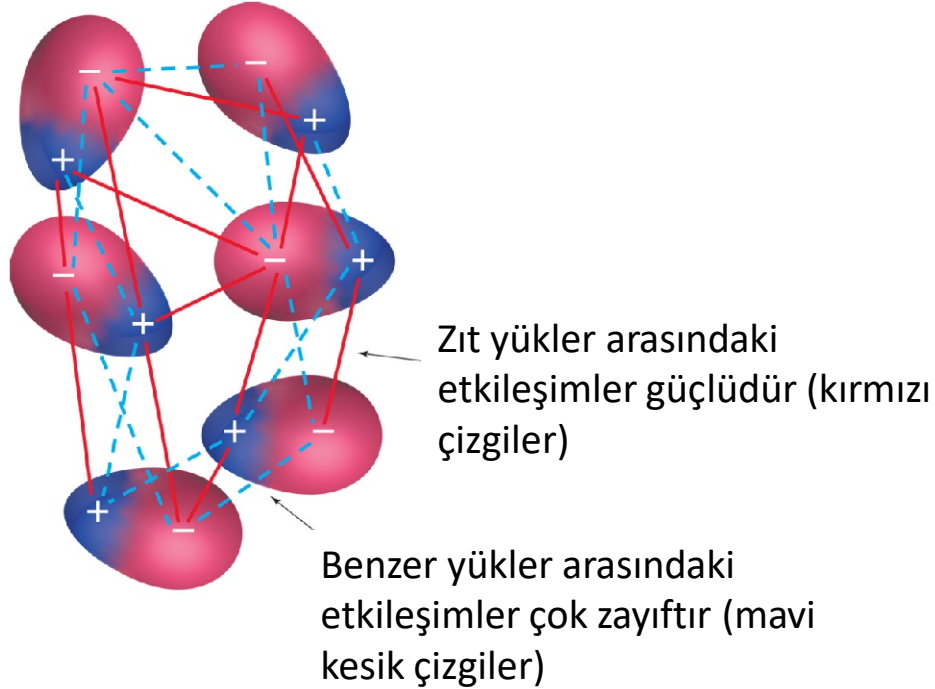 Zıt yükler arasındaki
etkileşimler güçlüdür (kırmızı
çizgiler)
Benzer yükler arasındaki
etkileşimler çok zayıftır (mavi
kesik çizgiler)